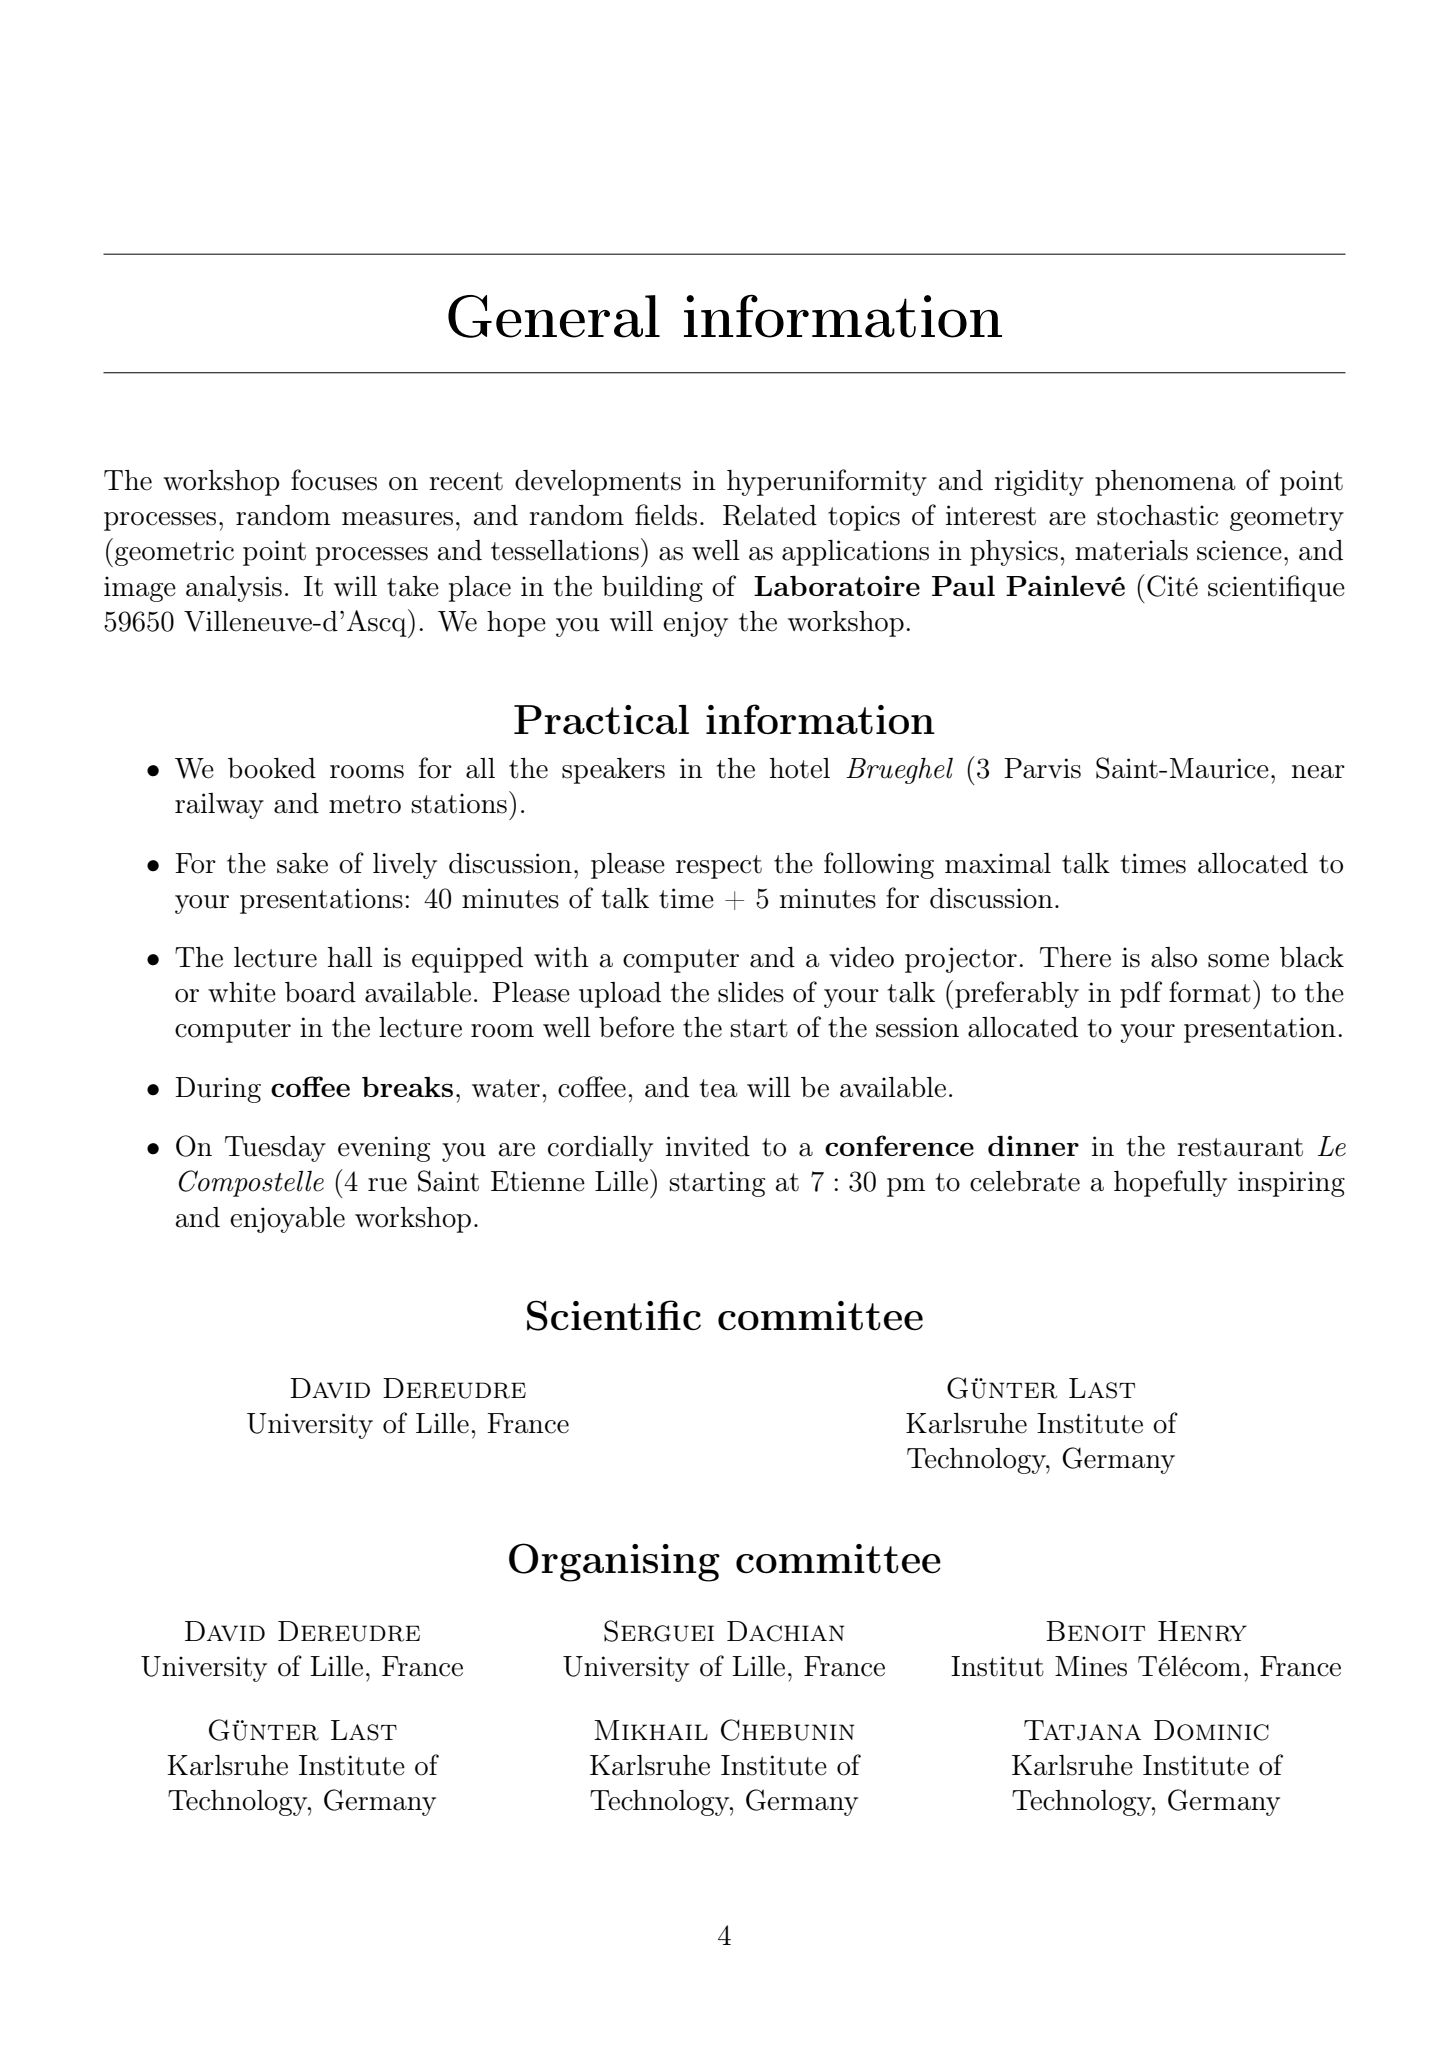 General information
The workshop focuses on recent developments in hyperuniformity and rigidity phenomena of point
processes, random measures, and random fields. Related topics of interest are stochastic geometry
(geometric point processes and tessellations) as well as applications in physics, materials science, and
image analysis. It will take place in the building of Laboratoire Paul Painlevé (Cité scientifique
59650 Villeneuve-d'Ascq). We hope you will enjoy the workshop.
Practical information
• We booked rooms for all the speakers in the hotel Brueghel (3 Parvis Saint-Maurice, near
railway and metro stations).
• For the sake of lively discussion, please respect the following maximal talk times allocated to
your presentations: 40 minutes of talk time + 5 minutes for discussion.
• The lecture hall is equipped with a computer and a video projector. There is also some black
or white board available. Please upload the slides of your talk (preferably in pdf format) to the
computer in the lecture room well before the start of the session allocated to your presentation.
• During coffee breaks, water, coffee, and tea will be available.
• On Tuesday evening you are cordially invited to a conference dinner in the restaurant Le
Compostelle (4 rue Saint Etienne Lille) starting at 7 : 30 pm to celebrate a hopefully inspiring
and enjoyable workshop.
Scientific committee
David Dereudre
University of Lille, France
Günter Last
Karlsruhe Institute of
Technology, Germany
Organising committee
David Dereudre
University of Lille, France
Serguei Dachian
University of Lille, France
Benoit Henry
Institut Mines Télécom, France
Günter Last
Karlsruhe Institute of
Technology, Germany
Mikhail Chebunin
Karlsruhe Institute of
Technology, Germany
Tatjana Dominic
Karlsruhe Institute of
Technology, Germany
4